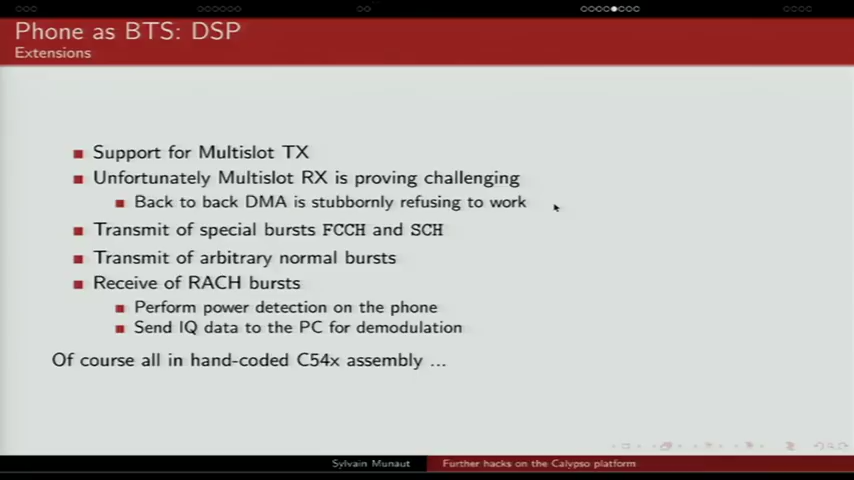 Phone as BTS: DSP
Extensions
Support for Multislot TX
Unfortunately Multislot RX is proving challenging
Back to back DMA is stubbornly refusing to work
Transmit of special bursts FCCH and SCH
Transmit of arbitrary normal bursts
Receive of RACH bursts
Perform power detection on the phone
Send IQ data to the PC for demodulation
Of course all in hand-coded C54x assembly ...
Sylvain Munaut
Further hacks on the Calypso platform